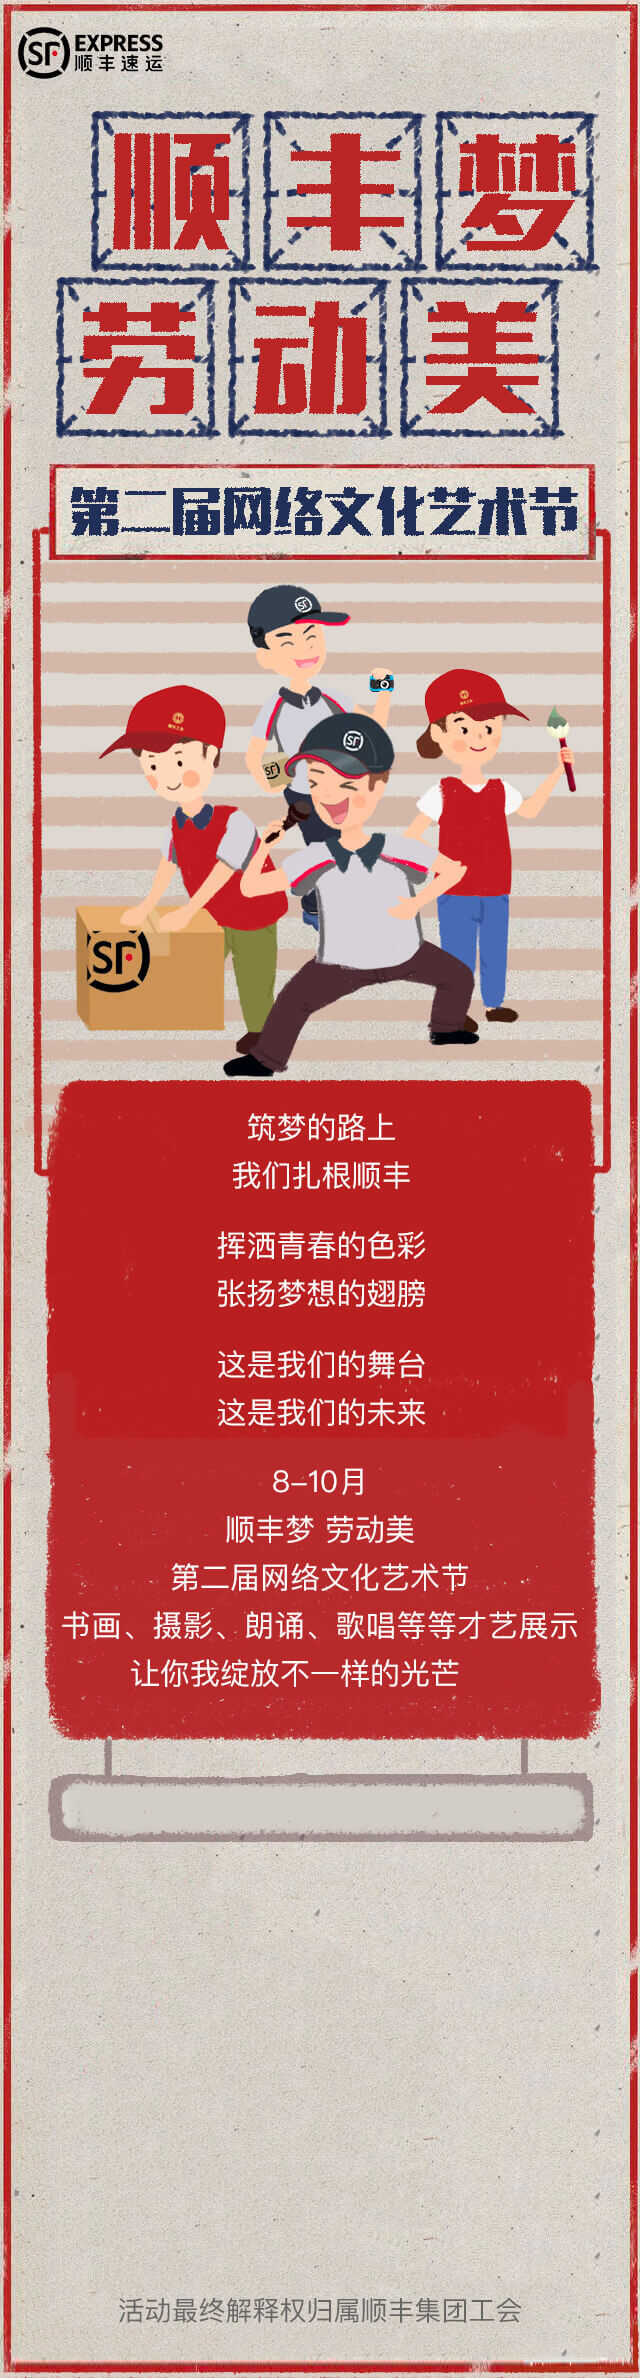 SF EXPRESS
顺丰速运
顺丰梦
劳动美
第二届网络文化艺术节
SF
SF
SF
SF
筑梦的路上
我们扎根顺丰
挥洒青春的色彩
张扬梦想的翅膀
这是我们的舞台
这是我们的未来
8-10月
顺丰梦 劳动美
第二届网络文化艺术节
书画、摄影、朗诵、歌唱等等才艺展示
让你我绽放不一样的光芒
活动最终解释权归属顺丰集团工会